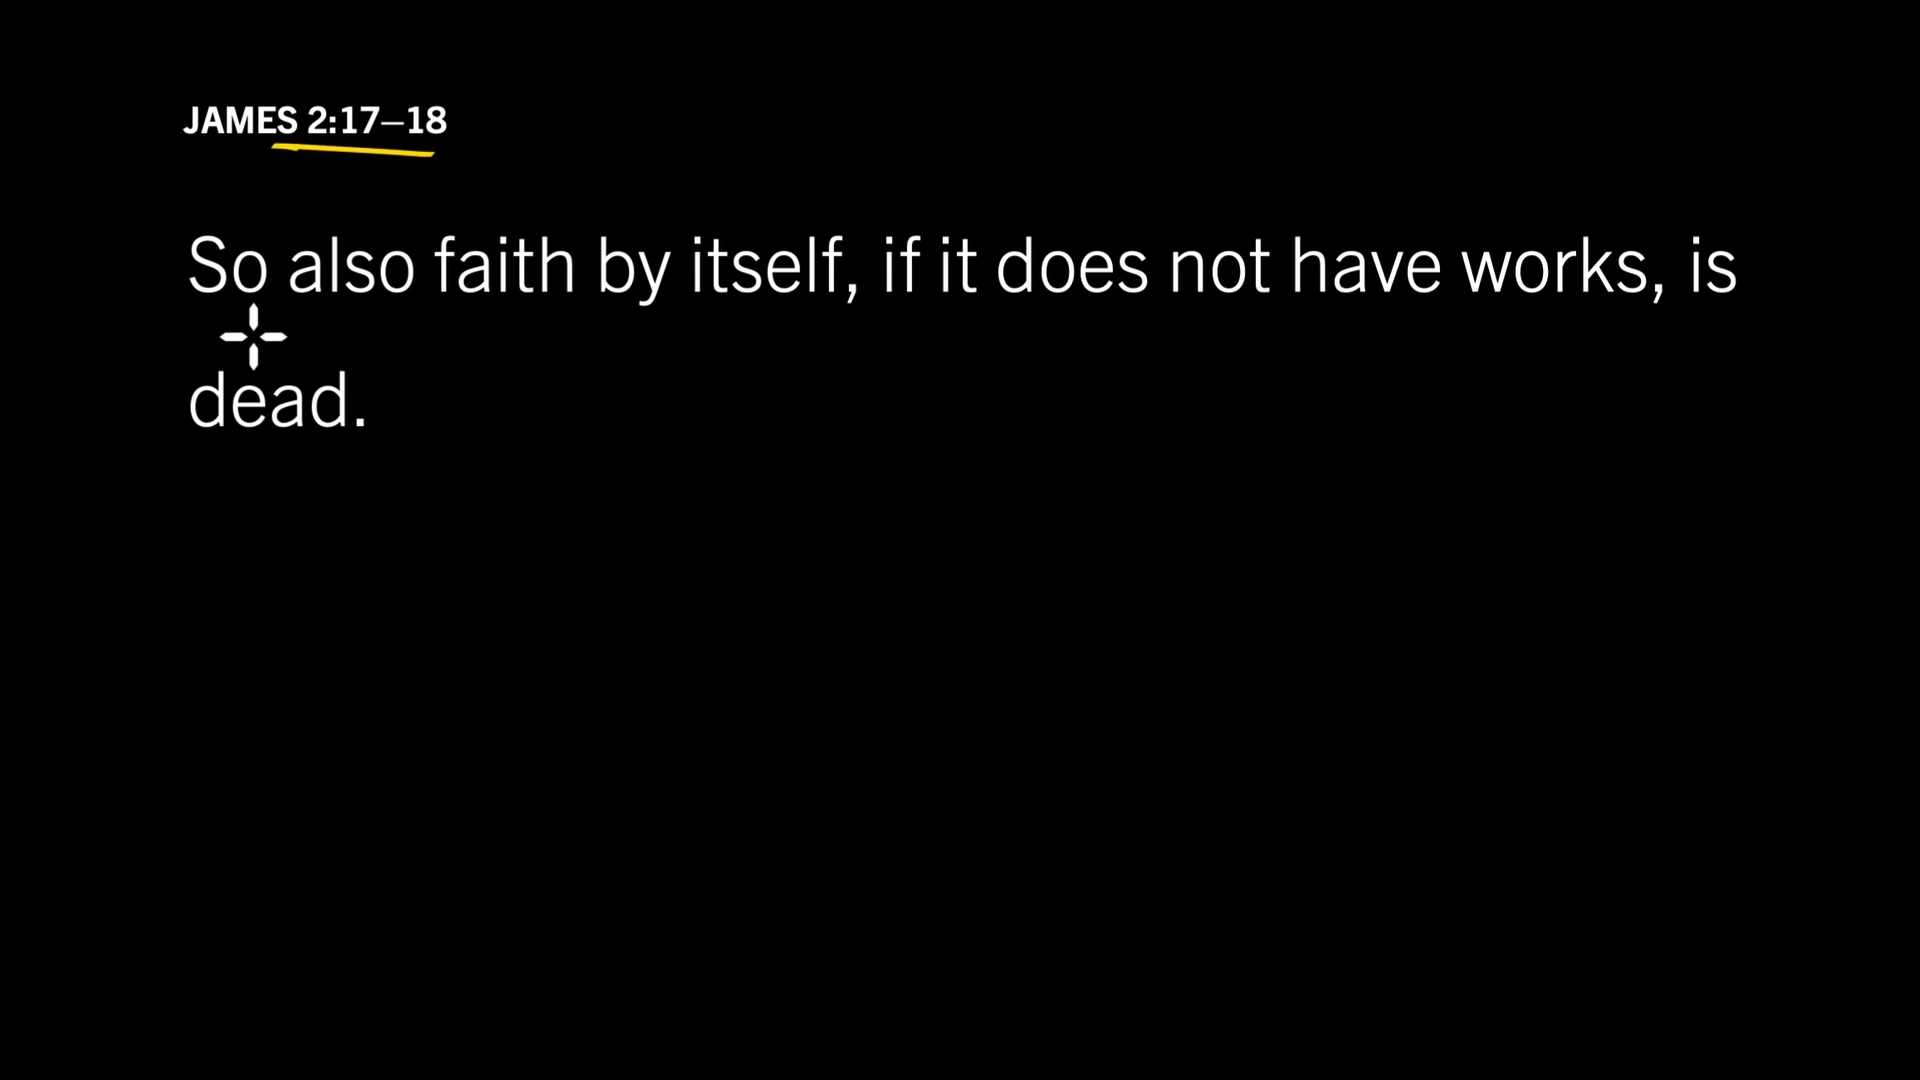 JAMES 2:17–18
So also faith by itself, if it does not have works, is
dead.